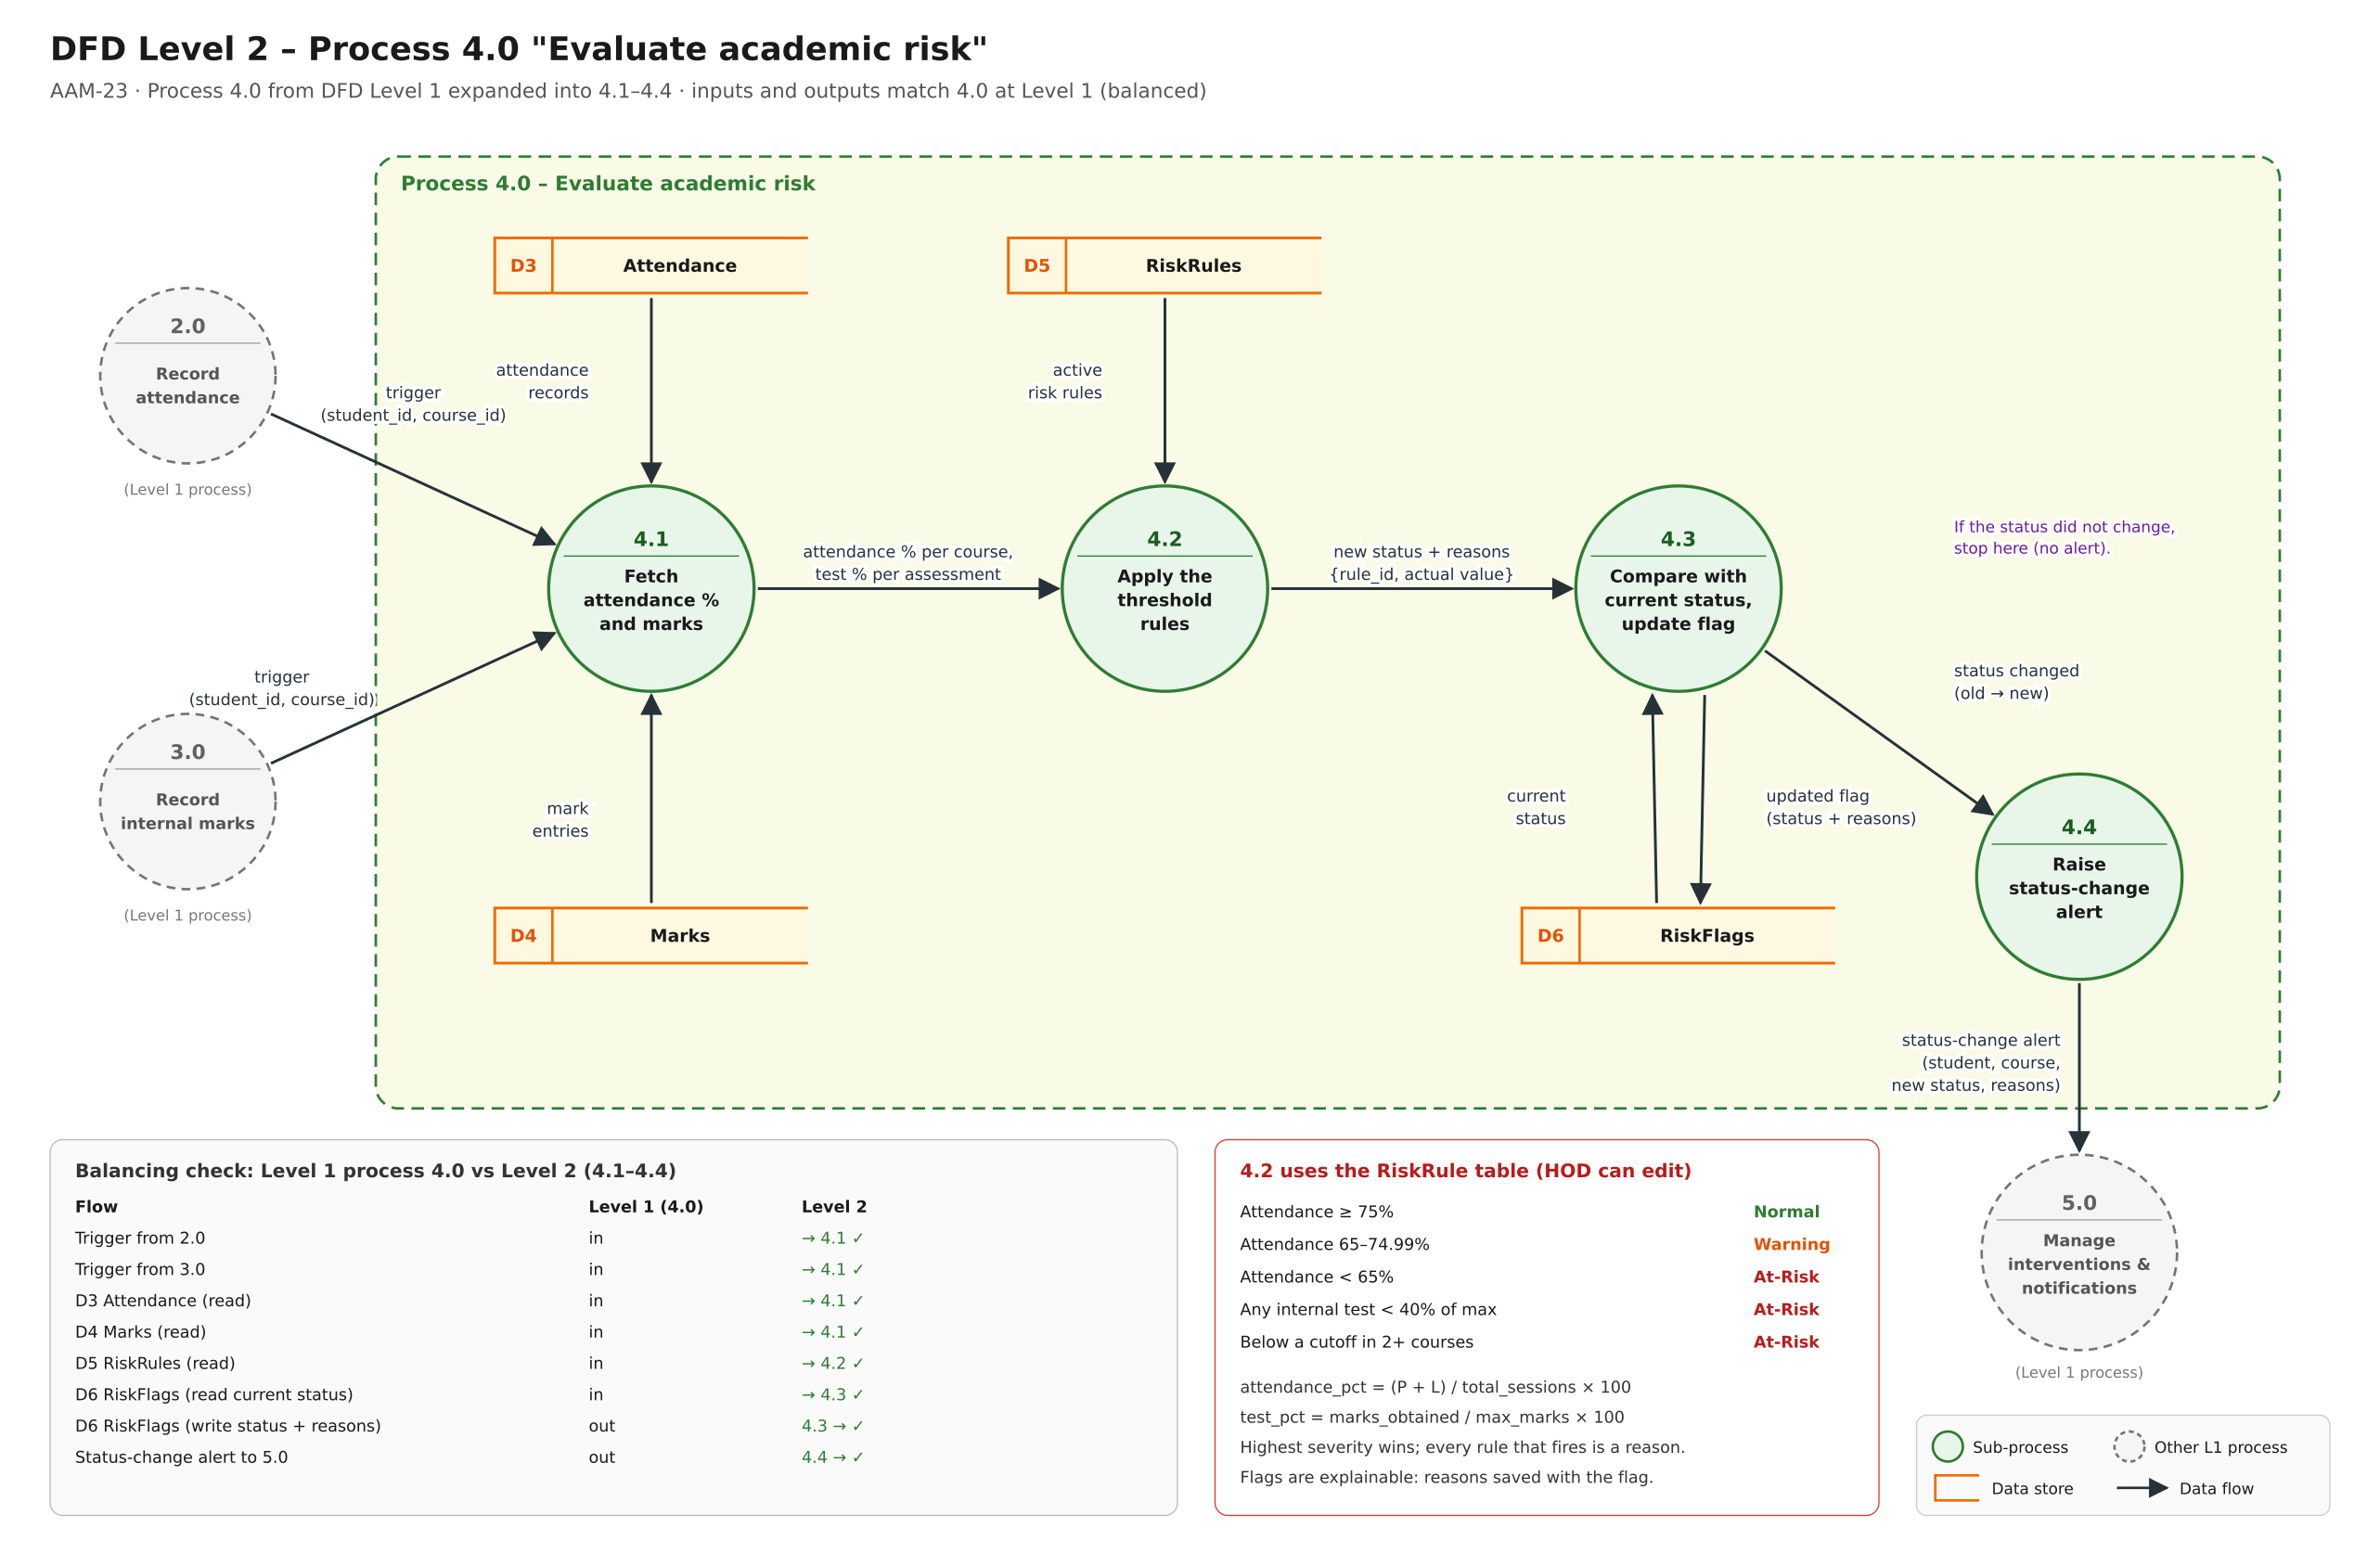 DFD Level 2 – Process 4.0 "Evaluate academic risk"
AAM-23 · Process 4.0 from DFD Level 1 expanded into 4.1–4.4 · inputs and outputs match 4.0 at Level 1 (balanced)
Process 4.0 – Evaluate academic risk
D3
Attendance
D5
RiskRules
2.0
Record
attendance
(Level 1 process)
trigger
(student_id, course_id)
attendance
records
active
risk rules
4.1
Fetch
attendance %
and marks
attendance % per course,
test % per assessment
4.2
Apply the
threshold
rules
new status + reasons
{rule_id, actual value}
4.3
Compare with
current status,
update flag
If the status did not change,
stop here (no alert).
status changed
(old → new)
trigger
(student_id, course_id)
3.0
Record
internal marks
(Level 1 process)
mark
entries
current
status
updated flag
(status + reasons)
4.4
Raise
status-change
alert
D4
Marks
D6
RiskFlags
status-change alert
(student, course,
new status, reasons)
Balancing check: Level 1 process 4.0 vs Level 2 (4.1–4.4)
Flow Level 1 (4.0) Level 2
Trigger from 2.0 in → 4.1 ✓
Trigger from 3.0 in → 4.1 ✓
D3 Attendance (read) in → 4.1 ✓
D4 Marks (read) in → 4.1 ✓
D5 RiskRules (read) in → 4.2 ✓
D6 RiskFlags (read current status) in → 4.3 ✓
D6 RiskFlags (write status + reasons) out 4.3 → ✓
Status-change alert to 5.0 out 4.4 → ✓
4.2 uses the RiskRule table (HOD can edit)
Attendance ≥ 75% Normal
Attendance 65–74.99% Warning
Attendance < 65% At-Risk
Any internal test < 40% of max At-Risk
Below a cutoff in 2+ courses At-Risk
attendance_pct = (P + L) / total_sessions × 100
test_pct = marks_obtained / max_marks × 100
Highest severity wins; every rule that fires is a reason.
Flags are explainable: reasons saved with the flag.
5.0
Manage
interventions &
notifications
(Level 1 process)
Sub-process
Other L1 process
Data store
Data flow